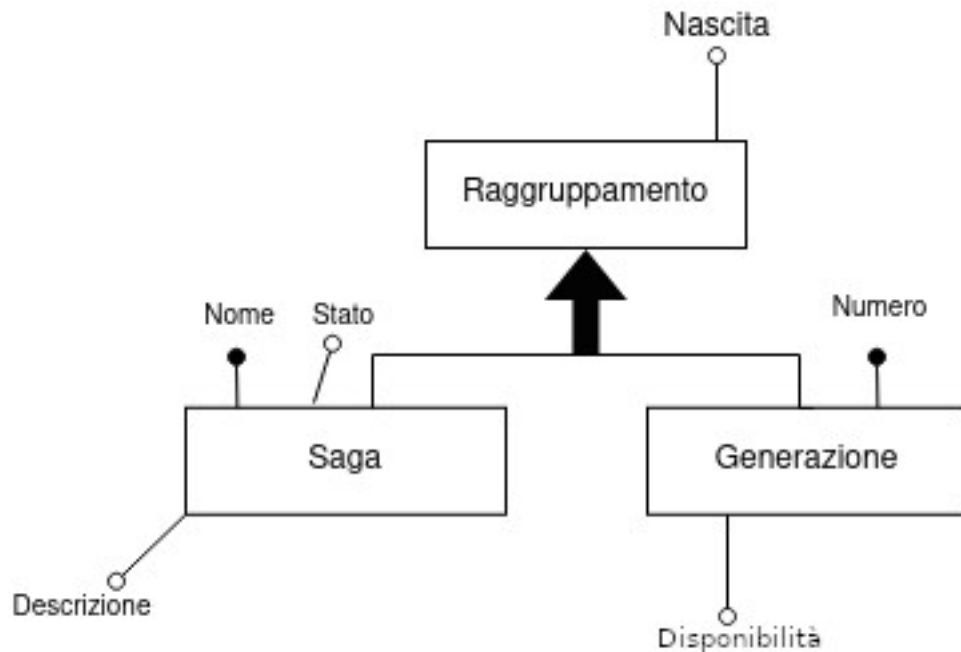 Nascita
Raggruppamento
Nome
Stato
Numero
Saga
Generazione
Descrizione
Disponibilità